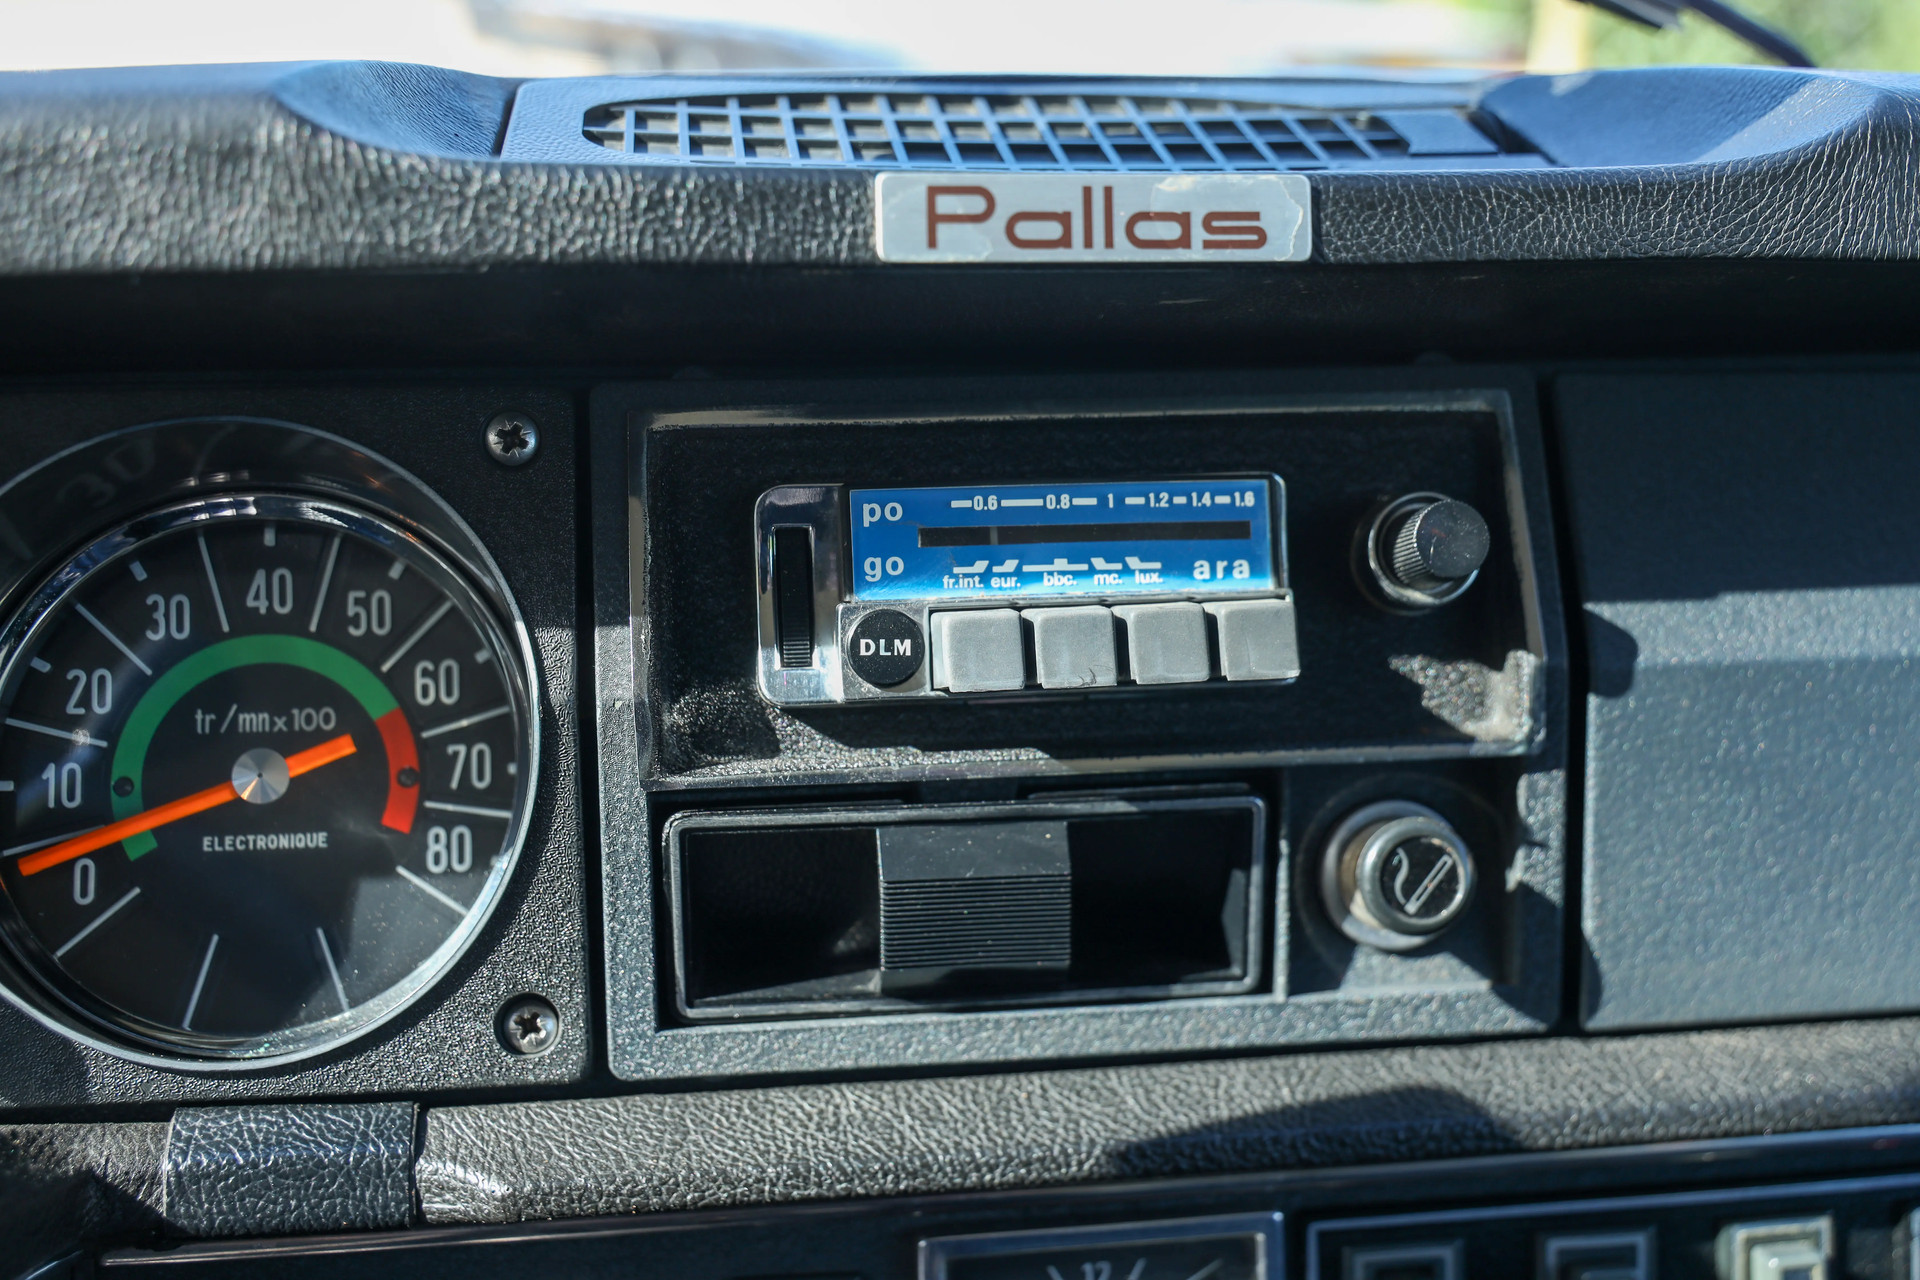 Pallas
10 20 30 40 50 60 70 80
0
tr/mn x 100
ELECTRONIQUE
po 0.6 0.8 1 1.2 1.4 1.6
go fr.int. eur. bbc. mc. lux. ara
DLM
12